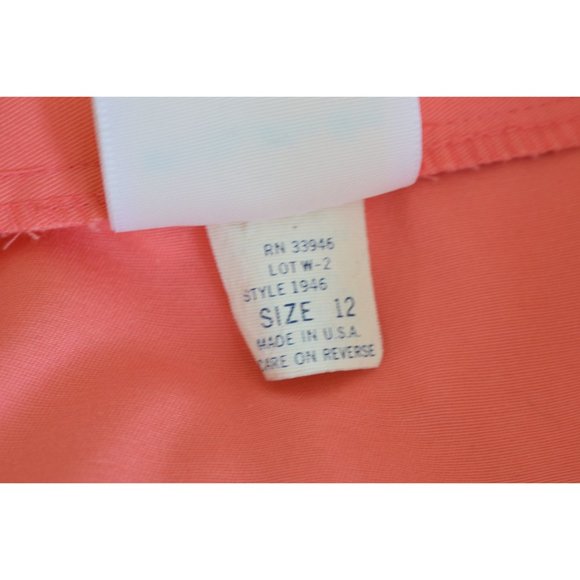 RN 33946
LOT W-2
STYLE 1946
SIZE 12
MADE IN U.S.A.
CARE ON REVERSE